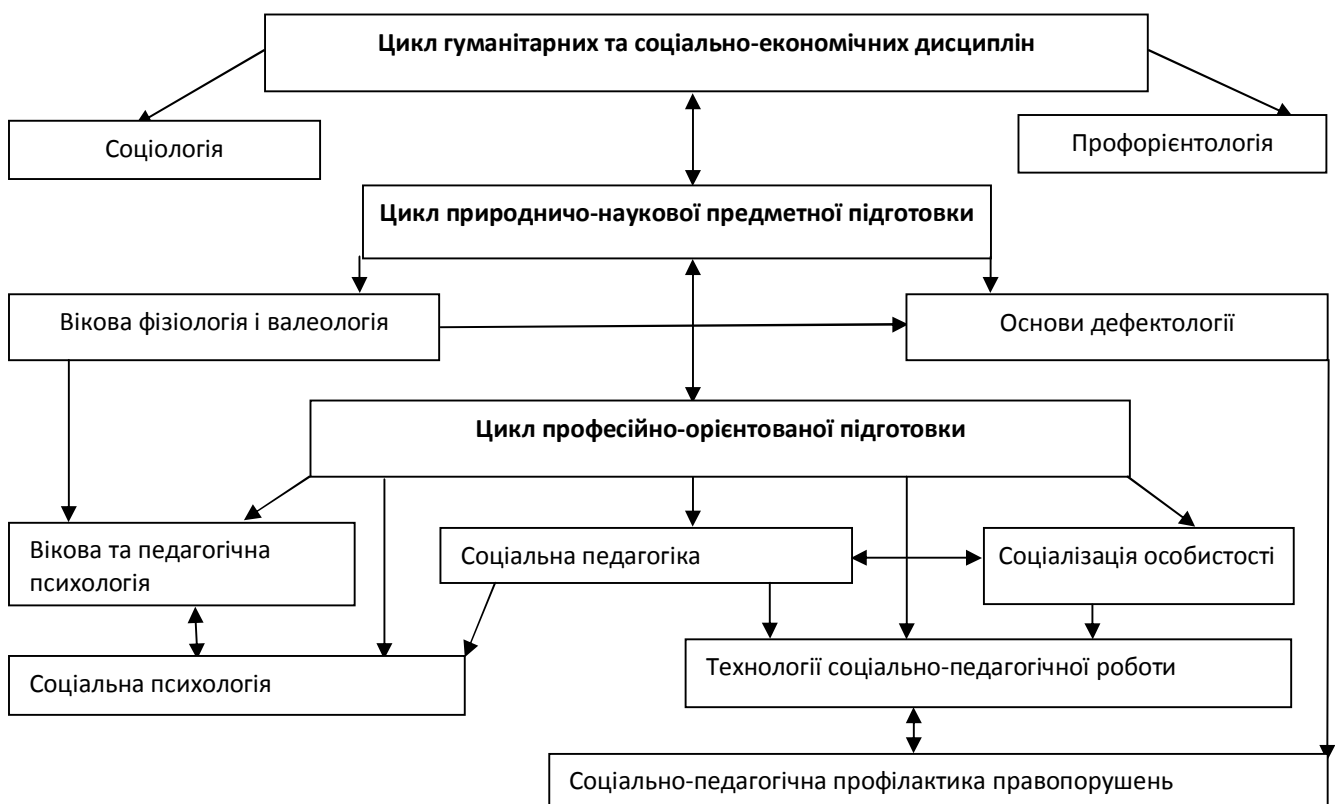 Цикл гуманітарних та соціально-економічних дисциплін
Соціологія
Профорієнтологія
Цикл природничо-наукової предметної підготовки
Вікова фізіологія і валеологія
Основи дефектології
Цикл професійно-орієнтованої підготовки
Вікова та педагогічна
психологія
Соціальна педагогіка
Соціалізація особистості
Соціальна психологія
Технології соціально-педагогічної роботи
Соціально-педагогічна профілактика правопорушень